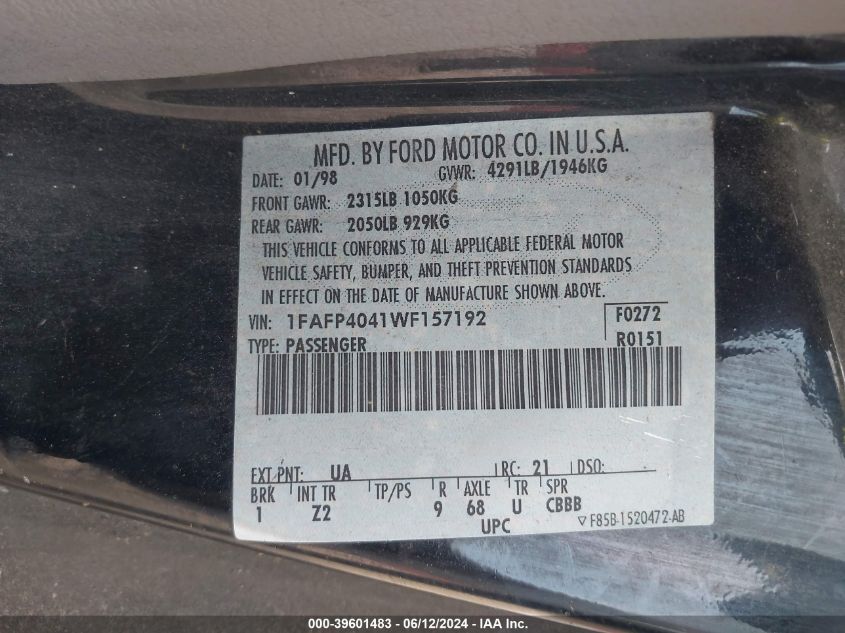 MFD. BY FORD MOTOR CO. IN U.S.A.
DATE: 01/98 GVWR: 4291LB/1946KG
FRONT GAWR: 2315LB 1050KG
REAR GAWR: 2050LB 929KG
THIS VEHICLE CONFORMS TO ALL APPLICABLE FEDERAL MOTOR
VEHICLE SAFETY, BUMPER, AND THEFT PREVENTION STANDARDS
IN EFFECT ON THE DATE OF MANUFACTURE SHOWN ABOVE.
VIN: 1FAFP4041WF157192 F0272
TYPE: PASSENGER R0151
EXT PNT: UA RC: 21 DSO:
BRK INT TR TP/PS R AXLE TR SPR
1 Z2 9 68 U CBBB
UPC ▽F85B-1520472-AB
000-39601483 - 06/12/2024 - IAA Inc.